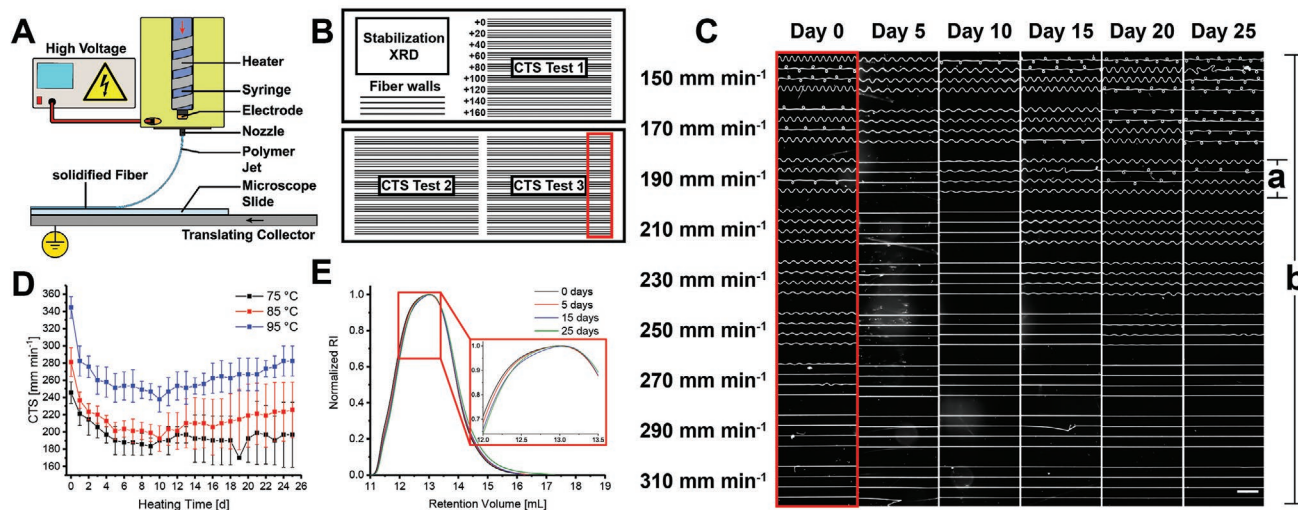 A
High Voltage
Heater
Syringe
Electrode
Nozzle
Polymer
Jet
solidified Fiber
Microscope
Slide
Translating Collector
B
Stabilization
XRD
Fiber walls
+0
+20
+40
+60
+80
+100
+120
+140
+160
CTS Test 1
CTS Test 2
CTS Test 3
C
Day 0 Day 5 Day 10 Day 15 Day 20 Day 25
150 mm min-1
170 mm min-1
190 mm min-1
210 mm min-1
230 mm min-1
250 mm min-1
270 mm min-1
290 mm min-1
310 mm min-1
a
b
D
75 °C
85 °C
95 °C
CTS [mm min-1]
360
340
320
300
280
260
240
220
200
180
160
0 2 4 6 8 10 12 14 16 18 20 22 24 26
Heating Time [d]
E
0 days
5 days
15 days
25 days
Normalized RI
1.0
0.8
0.6
0.4
0.2
0.0
11 12 13 14 15 16 17 18 19
Retention Volume [mL]
1.0
0.9
0.8
0.7
12.0 12.5 13.0 13.5